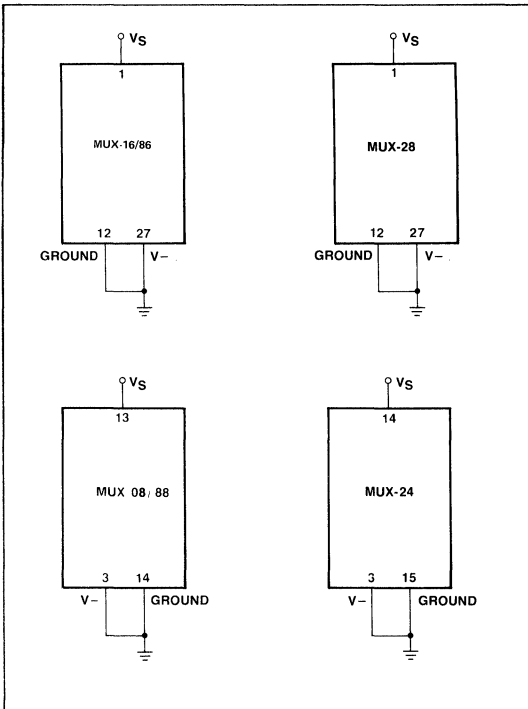 VS
1
MUX-16/86
12 27
GROUND V−
VS
1
MUX-28
12 27
GROUND V−
VS
13
MUX 08/88
3 14
V− GROUND
VS
14
MUX-24
3 15
V− GROUND